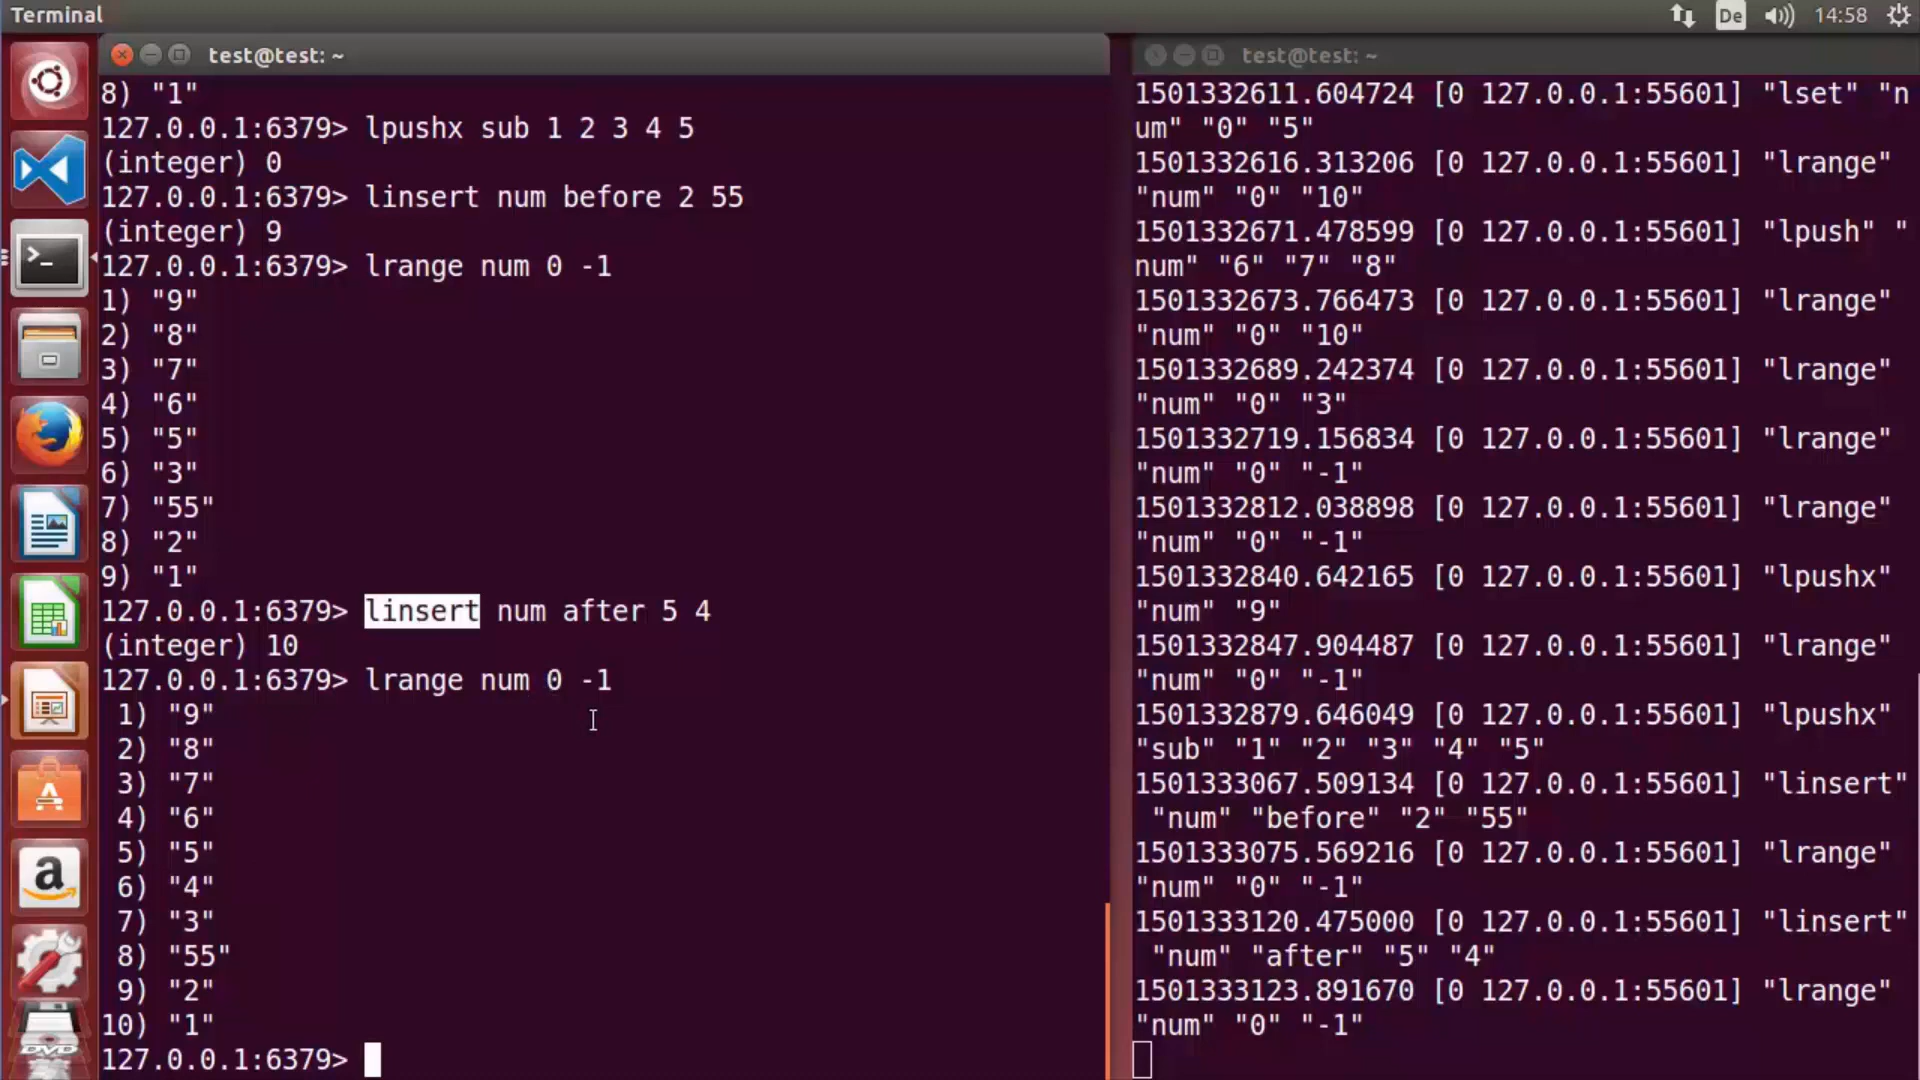 Terminal
De
14:58
test@test: ~
8) "1"
127.0.0.1:6379> lpushx sub 1 2 3 4 5
(integer) 0
127.0.0.1:6379> linsert num before 2 55
(integer) 9
127.0.0.1:6379> lrange num 0 -1
1) "9"
2) "8"
3) "7"
4) "6"
5) "5"
6) "3"
7) "55"
8) "2"
9) "1"
127.0.0.1:6379> linsert num after 5 4
(integer) 10
127.0.0.1:6379> lrange num 0 -1
1) "9"
2) "8"
3) "7"
4) "6"
5) "5"
6) "4"
7) "3"
8) "55"
9) "2"
10) "1"
127.0.0.1:6379>
test@test: ~
1501332611.604724 [0 127.0.0.1:55601] "lset" "n
um" "0" "5"
1501332616.313206 [0 127.0.0.1:55601] "lrange"
"num" "0" "10"
1501332671.478599 [0 127.0.0.1:55601] "lpush" "
num" "6" "7" "8"
1501332673.766473 [0 127.0.0.1:55601] "lrange"
"num" "0" "10"
1501332689.242374 [0 127.0.0.1:55601] "lrange"
"num" "0" "3"
1501332719.156834 [0 127.0.0.1:55601] "lrange"
"num" "0" "-1"
1501332812.038898 [0 127.0.0.1:55601] "lrange"
"num" "0" "-1"
1501332840.642165 [0 127.0.0.1:55601] "lpushx"
"num" "9"
1501332847.904487 [0 127.0.0.1:55601] "lrange"
"num" "0" "-1"
1501332879.646049 [0 127.0.0.1:55601] "lpushx"
"sub" "1" "2" "3" "4" "5"
1501333067.509134 [0 127.0.0.1:55601] "linsert"
"num" "before" "2" "55"
1501333075.569216 [0 127.0.0.1:55601] "lrange"
"num" "0" "-1"
1501333120.475000 [0 127.0.0.1:55601] "linsert"
"num" "after" "5" "4"
1501333123.891670 [0 127.0.0.1:55601] "lrange"
"num" "0" "-1"
>_
a
DVD